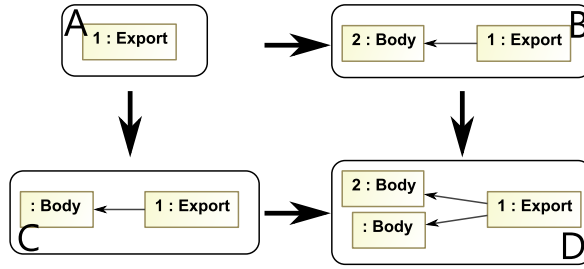 A
1 : Export
2 : Body
1 : Export
B
: Body
1 : Export
C
2 : Body
: Body
1 : Export
D